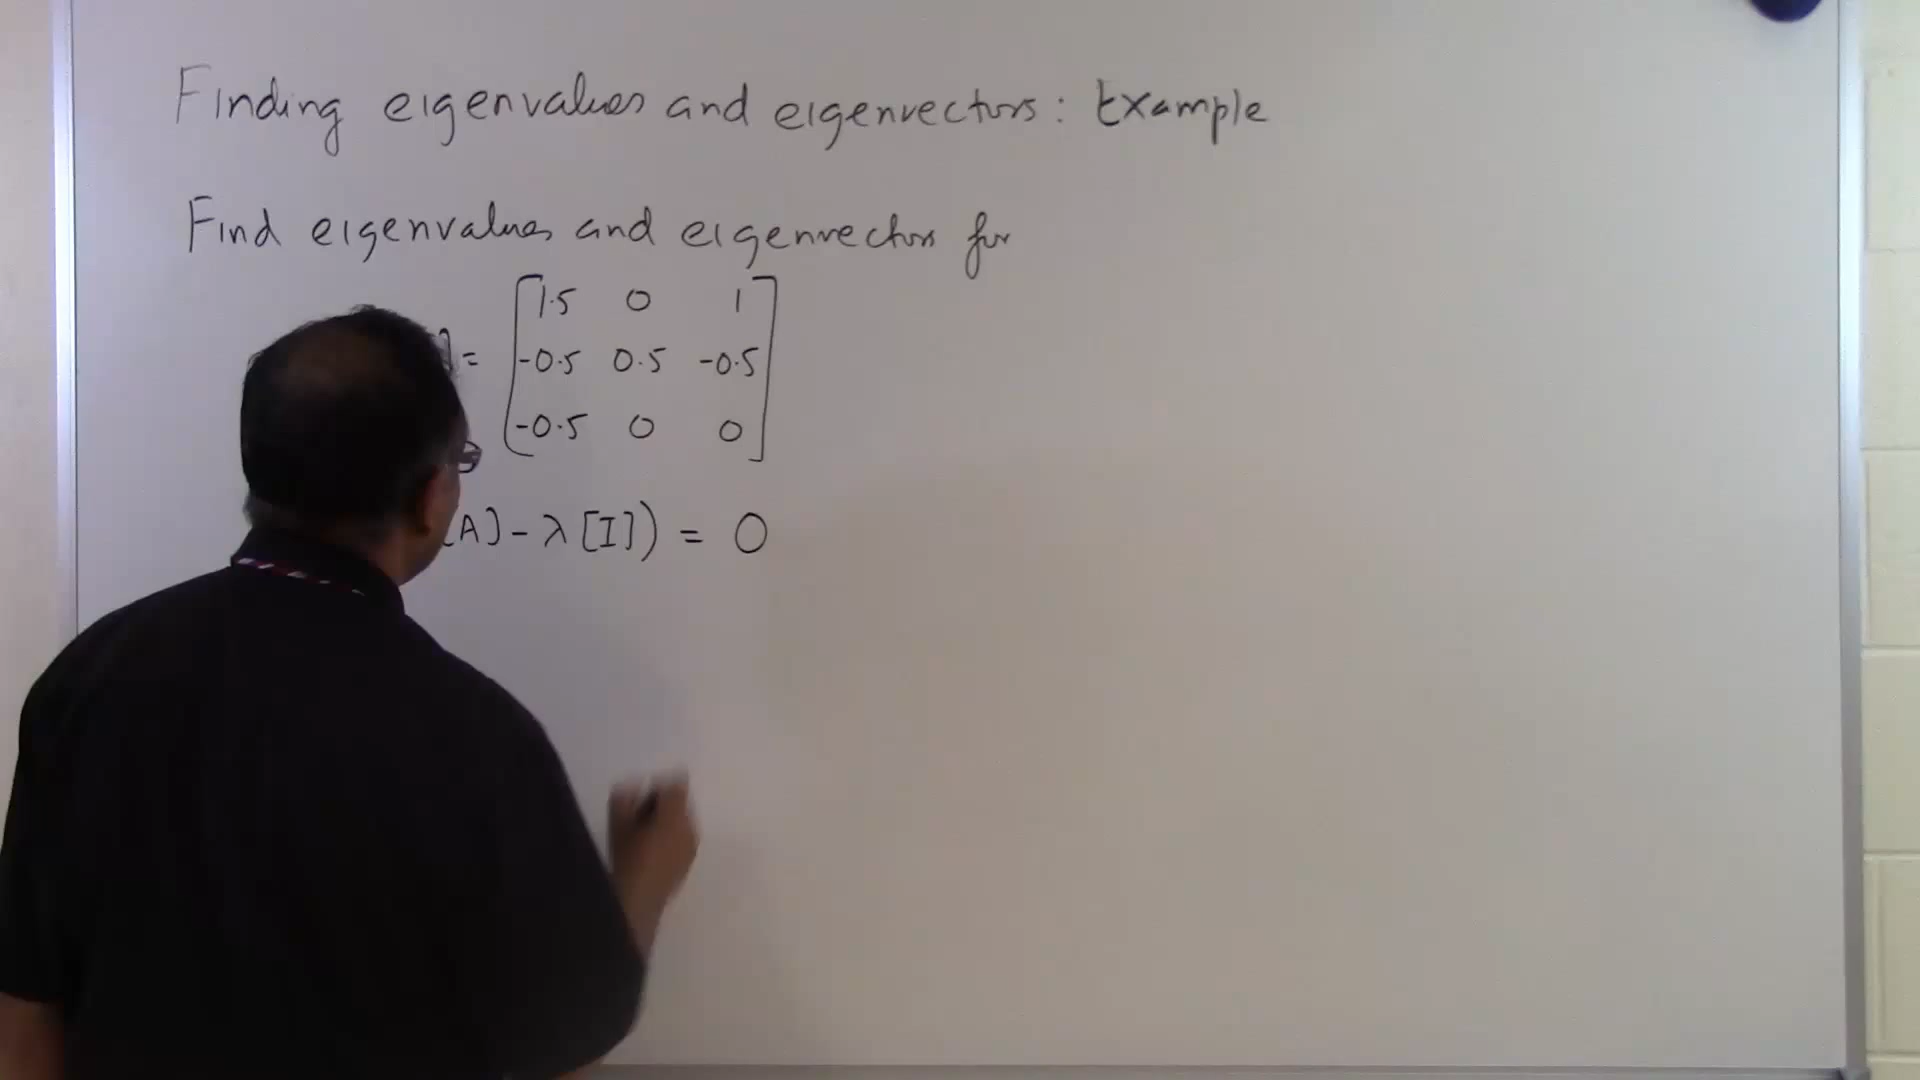 Finding eigenvalues and eigenvectors: Example
Find eigenvalues and eigenvectors for
] = [1.5 0 1
-0.5 0.5 -0.5
-0.5 0 0]
[A] - λ [I]) = 0